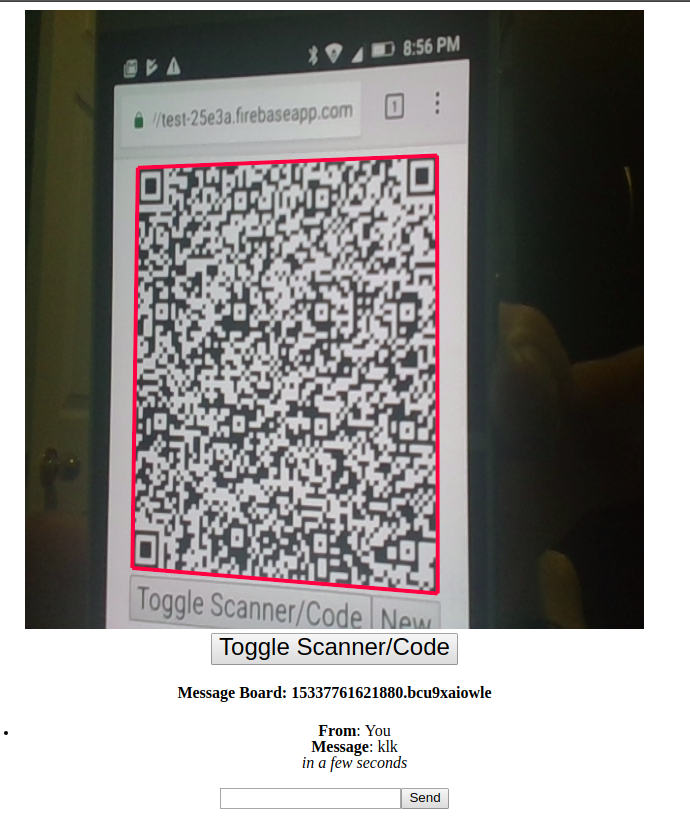 8:56 PM
//test-25e3a.firebaseapp.com
1
Toggle Scanner/Code
New
Toggle Scanner/Code
Message Board: 15337761621880.bcu9xaiowle
From: You
Message: klk
in a few seconds
Send